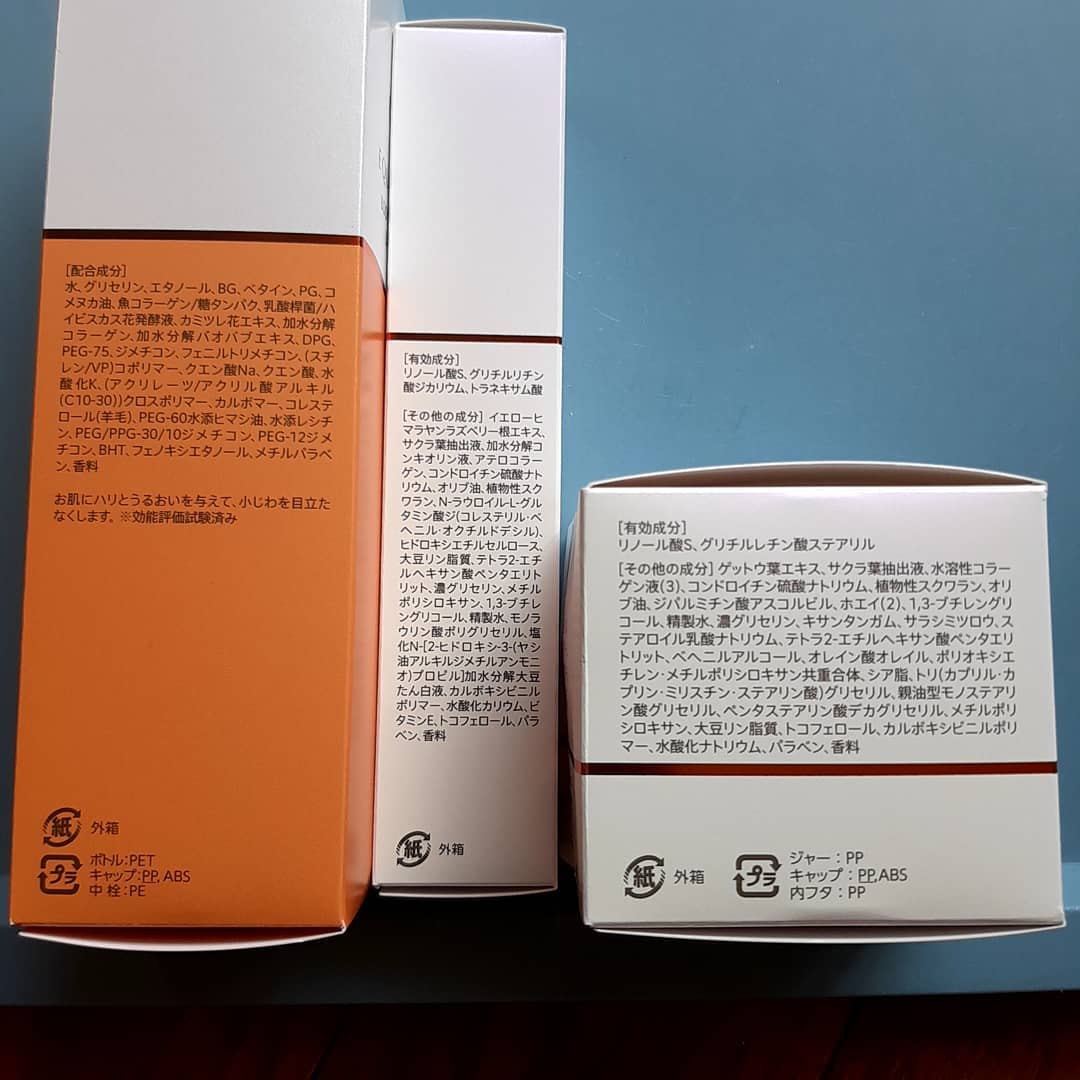 [配合成分]
水、グリセリン、エタノール、BG、ベタイン、PG、コ
メヌカ油、魚コラーゲン/糖タンパク、乳酸桿菌/ハ
イビスカス花発酵液、カミツレ花エキス、加水分解
コラーゲン、加水分解バオバブエキス、DPG、
PEG-75、ジメチコン、フェニルトリメチコン、(スチ
レン/VP)コポリマー、クエン酸Na、クエン酸、水
酸化K、(アクリレーツ/アクリル酸アルキル
(C10-30))クロスポリマー、カルボマー、コレステ
ロール(羊毛)、PEG-60水添ヒマシ油、水添レシチ
ン、PEG/PPG-30/10ジメチコン、PEG-12ジメ
チコン、BHT、フェノキシエタノール、メチルパラベ
ン、香料
お肌にハリとうるおいを与えて、小じわを目立た
なくします。※効能評価試験済み
紙 外箱
プラ ボトル:PET
キャップ:PP, ABS
中 栓:PE
[有効成分]
リノール酸S、グリチルリチン
酸ジカリウム、トラネキサム酸
[その他の成分] イエローヒ
マラヤンラズベリー根エキス、
サクラ葉抽出液、加水分解コ
ンキオリン液、アテロコラー
ゲン、コンドロイチン硫酸ナト
リウム、オリブ油、植物性スク
ワラン、N-ラウロイル-L-グル
タミン酸ジ(コレステリル・ベ
ヘニル・オクチルドデシル)、
ヒドロキシエチルセルロース、
大豆リン脂質、テトラ2-エチ
ルヘキサン酸ペンタエリト
リット、濃グリセリン、メチル
ポリシロキサン、1,3-ブチレン
グリコール、精製水、モノラ
ウリン酸ポリグリセリル、塩
化N-[2-ヒドロキシ-3-(ヤシ
油アルキルジメチルアンモニ
オ)プロピル]加水分解大豆
たん白液、カルボキシビニル
ポリマー、水酸化カリウム、ビ
タミンE、トコフェロール、パラ
ベン、香料
紙 外箱
[有効成分]
リノール酸S、グリチルレチン酸ステアリル
[その他の成分] ゲットウ葉エキス、サクラ葉抽出液、水溶性コラー
ゲン液(3)、コンドロイチン硫酸ナトリウム、植物性スクワラン、オリ
ブ油、ジパルミチン酸アスコルビル、ホエイ(2)、1,3-ブチレングリ
コール、精製水、濃グリセリン、キサンタンガム、サラシミツロウ、ス
テアロイル乳酸ナトリウム、テトラ2-エチルヘキサン酸ペンタエリ
トリット、ベヘニルアルコール、オレイン酸オレイル、ポリオキシエ
チレン・メチルポリシロキサン共重合体、シア脂、トリ(カプリル・カ
プリン・ミリスチン・ステアリン酸)グリセリル、親油型モノステアリ
ン酸グリセリル、ペンタステアリン酸デカグリセリル、メチルポリ
シロキサン、大豆リン脂質、トコフェロール、カルボキシビニルポリ
マー、水酸化ナトリウム、パラベン、香料
紙 外箱
プラ ジャー:PP
キャップ:PP,ABS
内フタ:PP